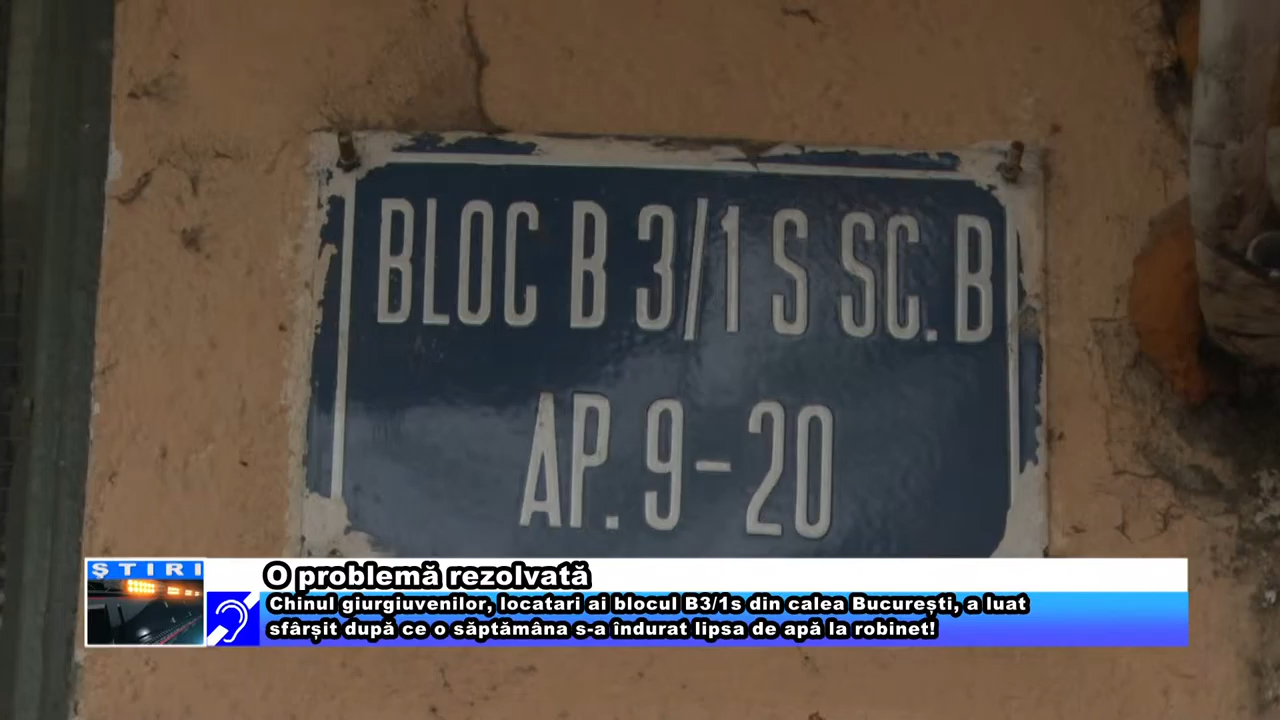 BLOC B 3/1 S SC. B
AP. 9-20
ȘTIRI
O problemă rezolvată
Chinul giurgiuvenilor, locatari ai blocul B3/1s din calea București, a luat
sfârșit după ce o săptămâna s-a îndurat lipsa de apă la robinet!